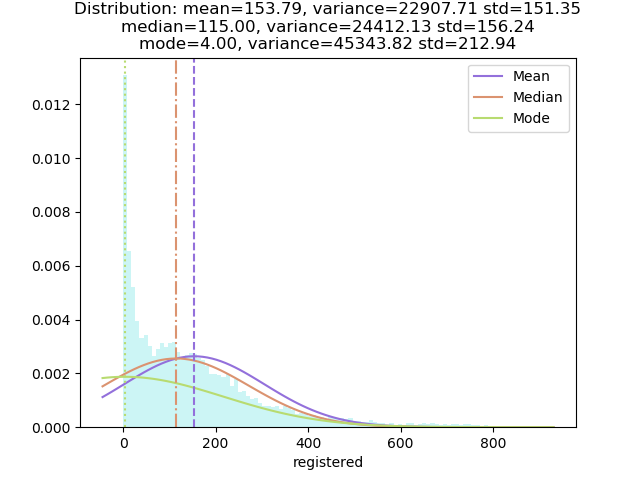 Distribution: mean=153.79, variance=22907.71 std=151.35
median=115.00, variance=24412.13 std=156.24
mode=4.00, variance=45343.82 std=212.94
Mean
Median
Mode
0.012
0.010
0.008
0.006
0.004
0.002
0.000
0 200 400 600 800
registered